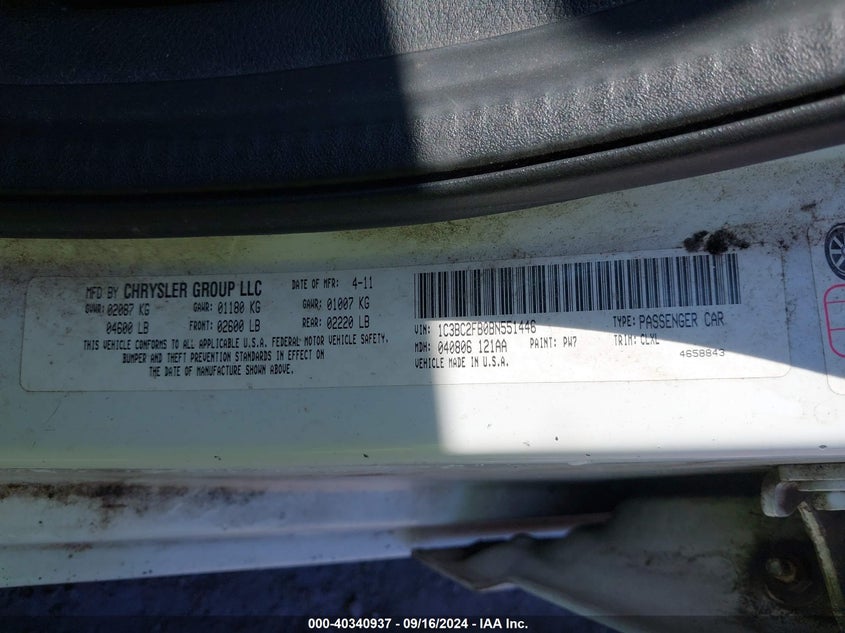 MFD BY CHRYSLER GROUP LLC DATE OF MFR: 4-11
GVWR: 02087 KG GAWR: 01180 KG GAWR: 01007 KG
04600 LB FRONT: 02600 LB REAR: 02220 LB
THIS VEHICLE CONFORMS TO ALL APPLICABLE U.S.A. FEDERAL MOTOR VEHICLE SAFETY,
BUMPER AND THEFT PREVENTION STANDARDS IN EFFECT ON
THE DATE OF MANUFACTURE SHOWN ABOVE.
VIN: 1C3BC2FB0BN551446 TYPE: PASSENGER CAR
MDH: 040806 121AA PAINT: PW7 TRIM: CLXL
VEHICLE MADE IN U.S.A. 4658843
000-40340937 - 09/16/2024 - IAA Inc.